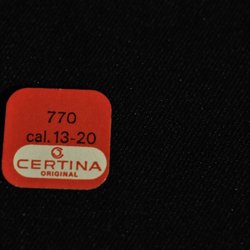 770
cal. 13-20
CERTINA
ORIGINAL